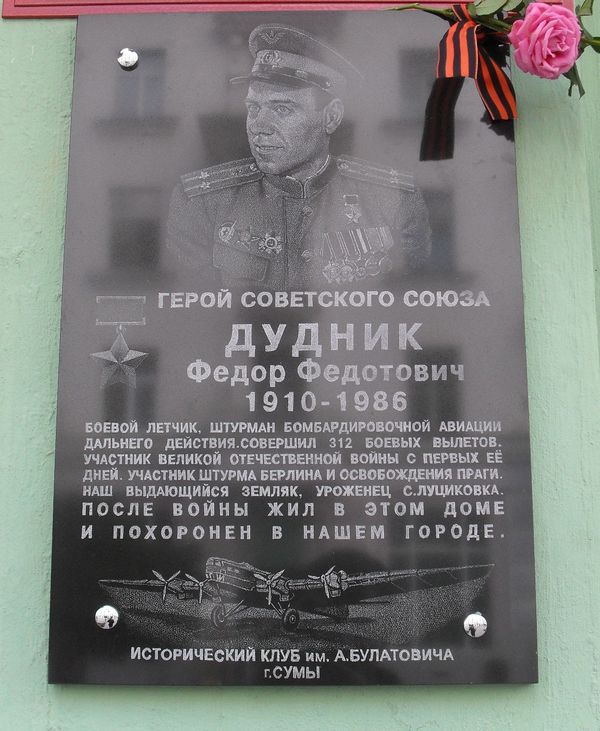 ГЕРОЙ СОВЕТСКОГО СОЮЗА
ДУДНИК
Федор Федотович
1910-1986
БОЕВОЙ ЛЕТЧИК, ШТУРМАН БОМБАРДИРОВОЧНОЙ АВИАЦИИ
ДАЛЬНЕГО ДЕЙСТВИЯ.СОВЕРШИЛ 312 БОЕВЫХ ВЫЛЕТОВ.
УЧАСТНИК ВЕЛИКОЙ ОТЕЧЕСТВЕННОЙ ВОЙНЫ С ПЕРВЫХ ЕЁ
ДНЕЙ. УЧАСТНИК ШТУРМА БЕРЛИНА И ОСВОБОЖДЕНИЯ ПРАГИ.
НАШ ВЫДАЮЩИЙСЯ ЗЕМЛЯК, УРОЖЕНЕЦ С.ЛУЦИКОВКА.
ПОСЛЕ ВОЙНЫ ЖИЛ В ЭТОМ ДОМЕ
И ПОХОРОНЕН В НАШЕМ ГОРОДЕ.
ИСТОРИЧЕСКИЙ КЛУБ им. А.БУЛАТОВИЧА
г.СУМЫ